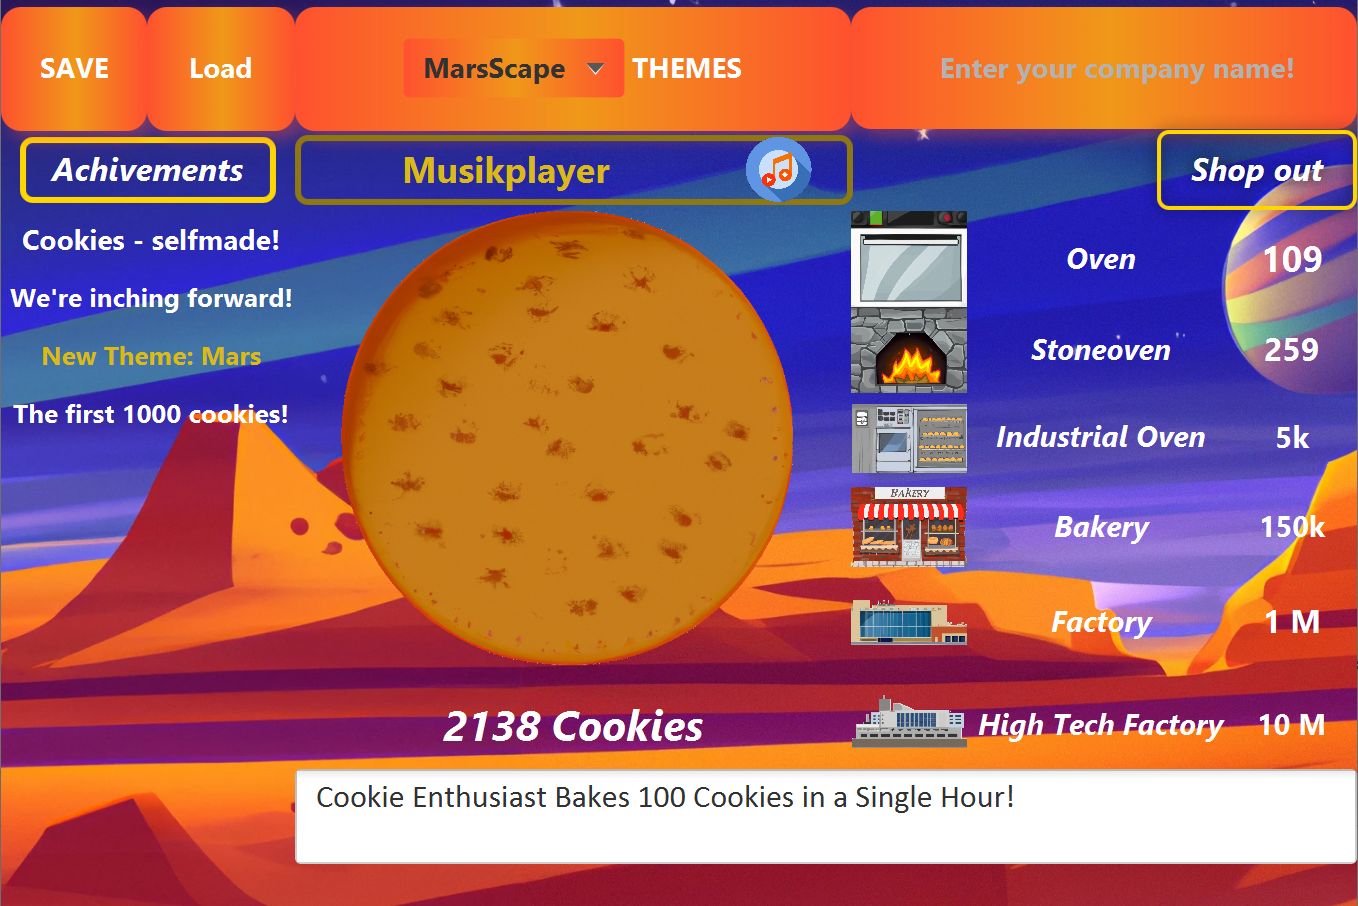 SAVE
Load
MarsScape
THEMES
Enter your company name!
Achivements
Musikplayer
Shop out
Cookies - selfmade!
We're inching forward!
New Theme: Mars
The first 1000 cookies!
Oven
109
Stoneoven
259
Industrial Oven
5k
BAKERY
Bakery
150k
Factory
1 M
High Tech Factory
10 M
2138 Cookies
Cookie Enthusiast Bakes 100 Cookies in a Single Hour!